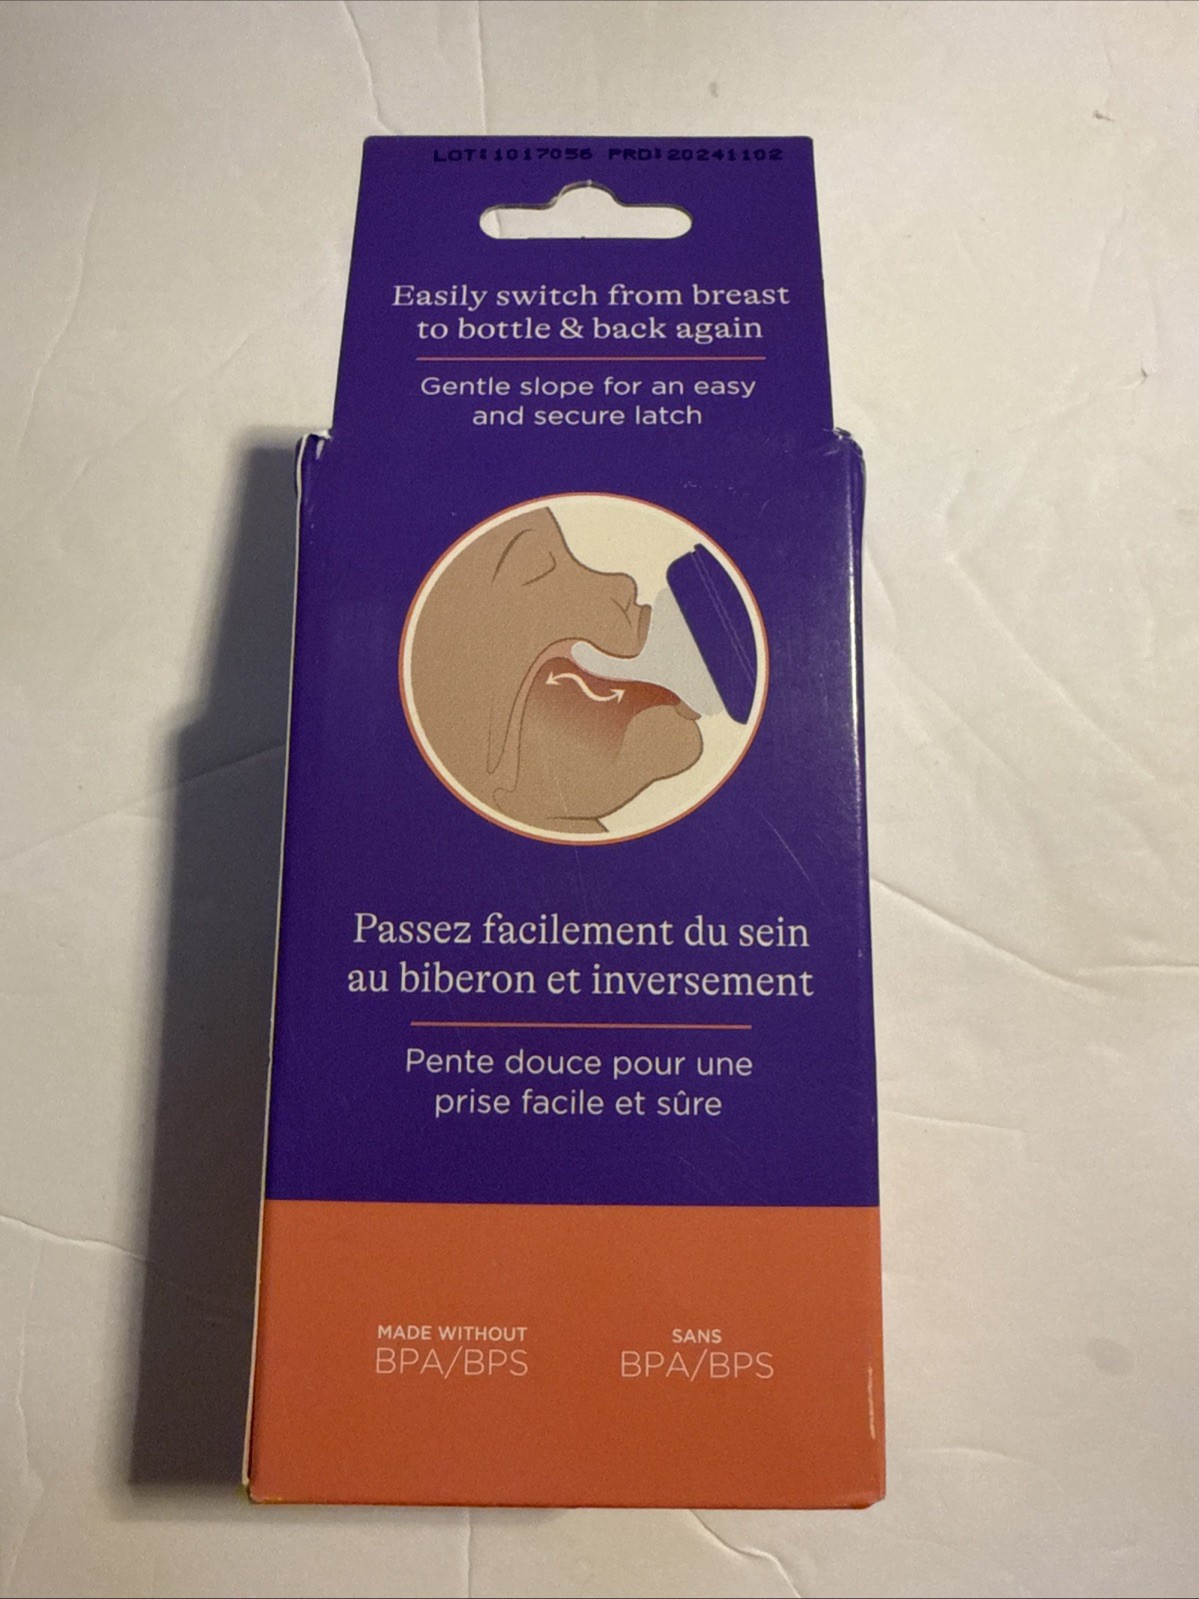 LOT:1017056 PRD:20241102
Easily switch from breast
to bottle & back again
Gentle slope for an easy
and secure latch
Passez facilement du sein
au biberon et inversement
Pente douce pour une
prise facile et sûre
MADE WITHOUT
BPA/BPS
SANS
BPA/BPS